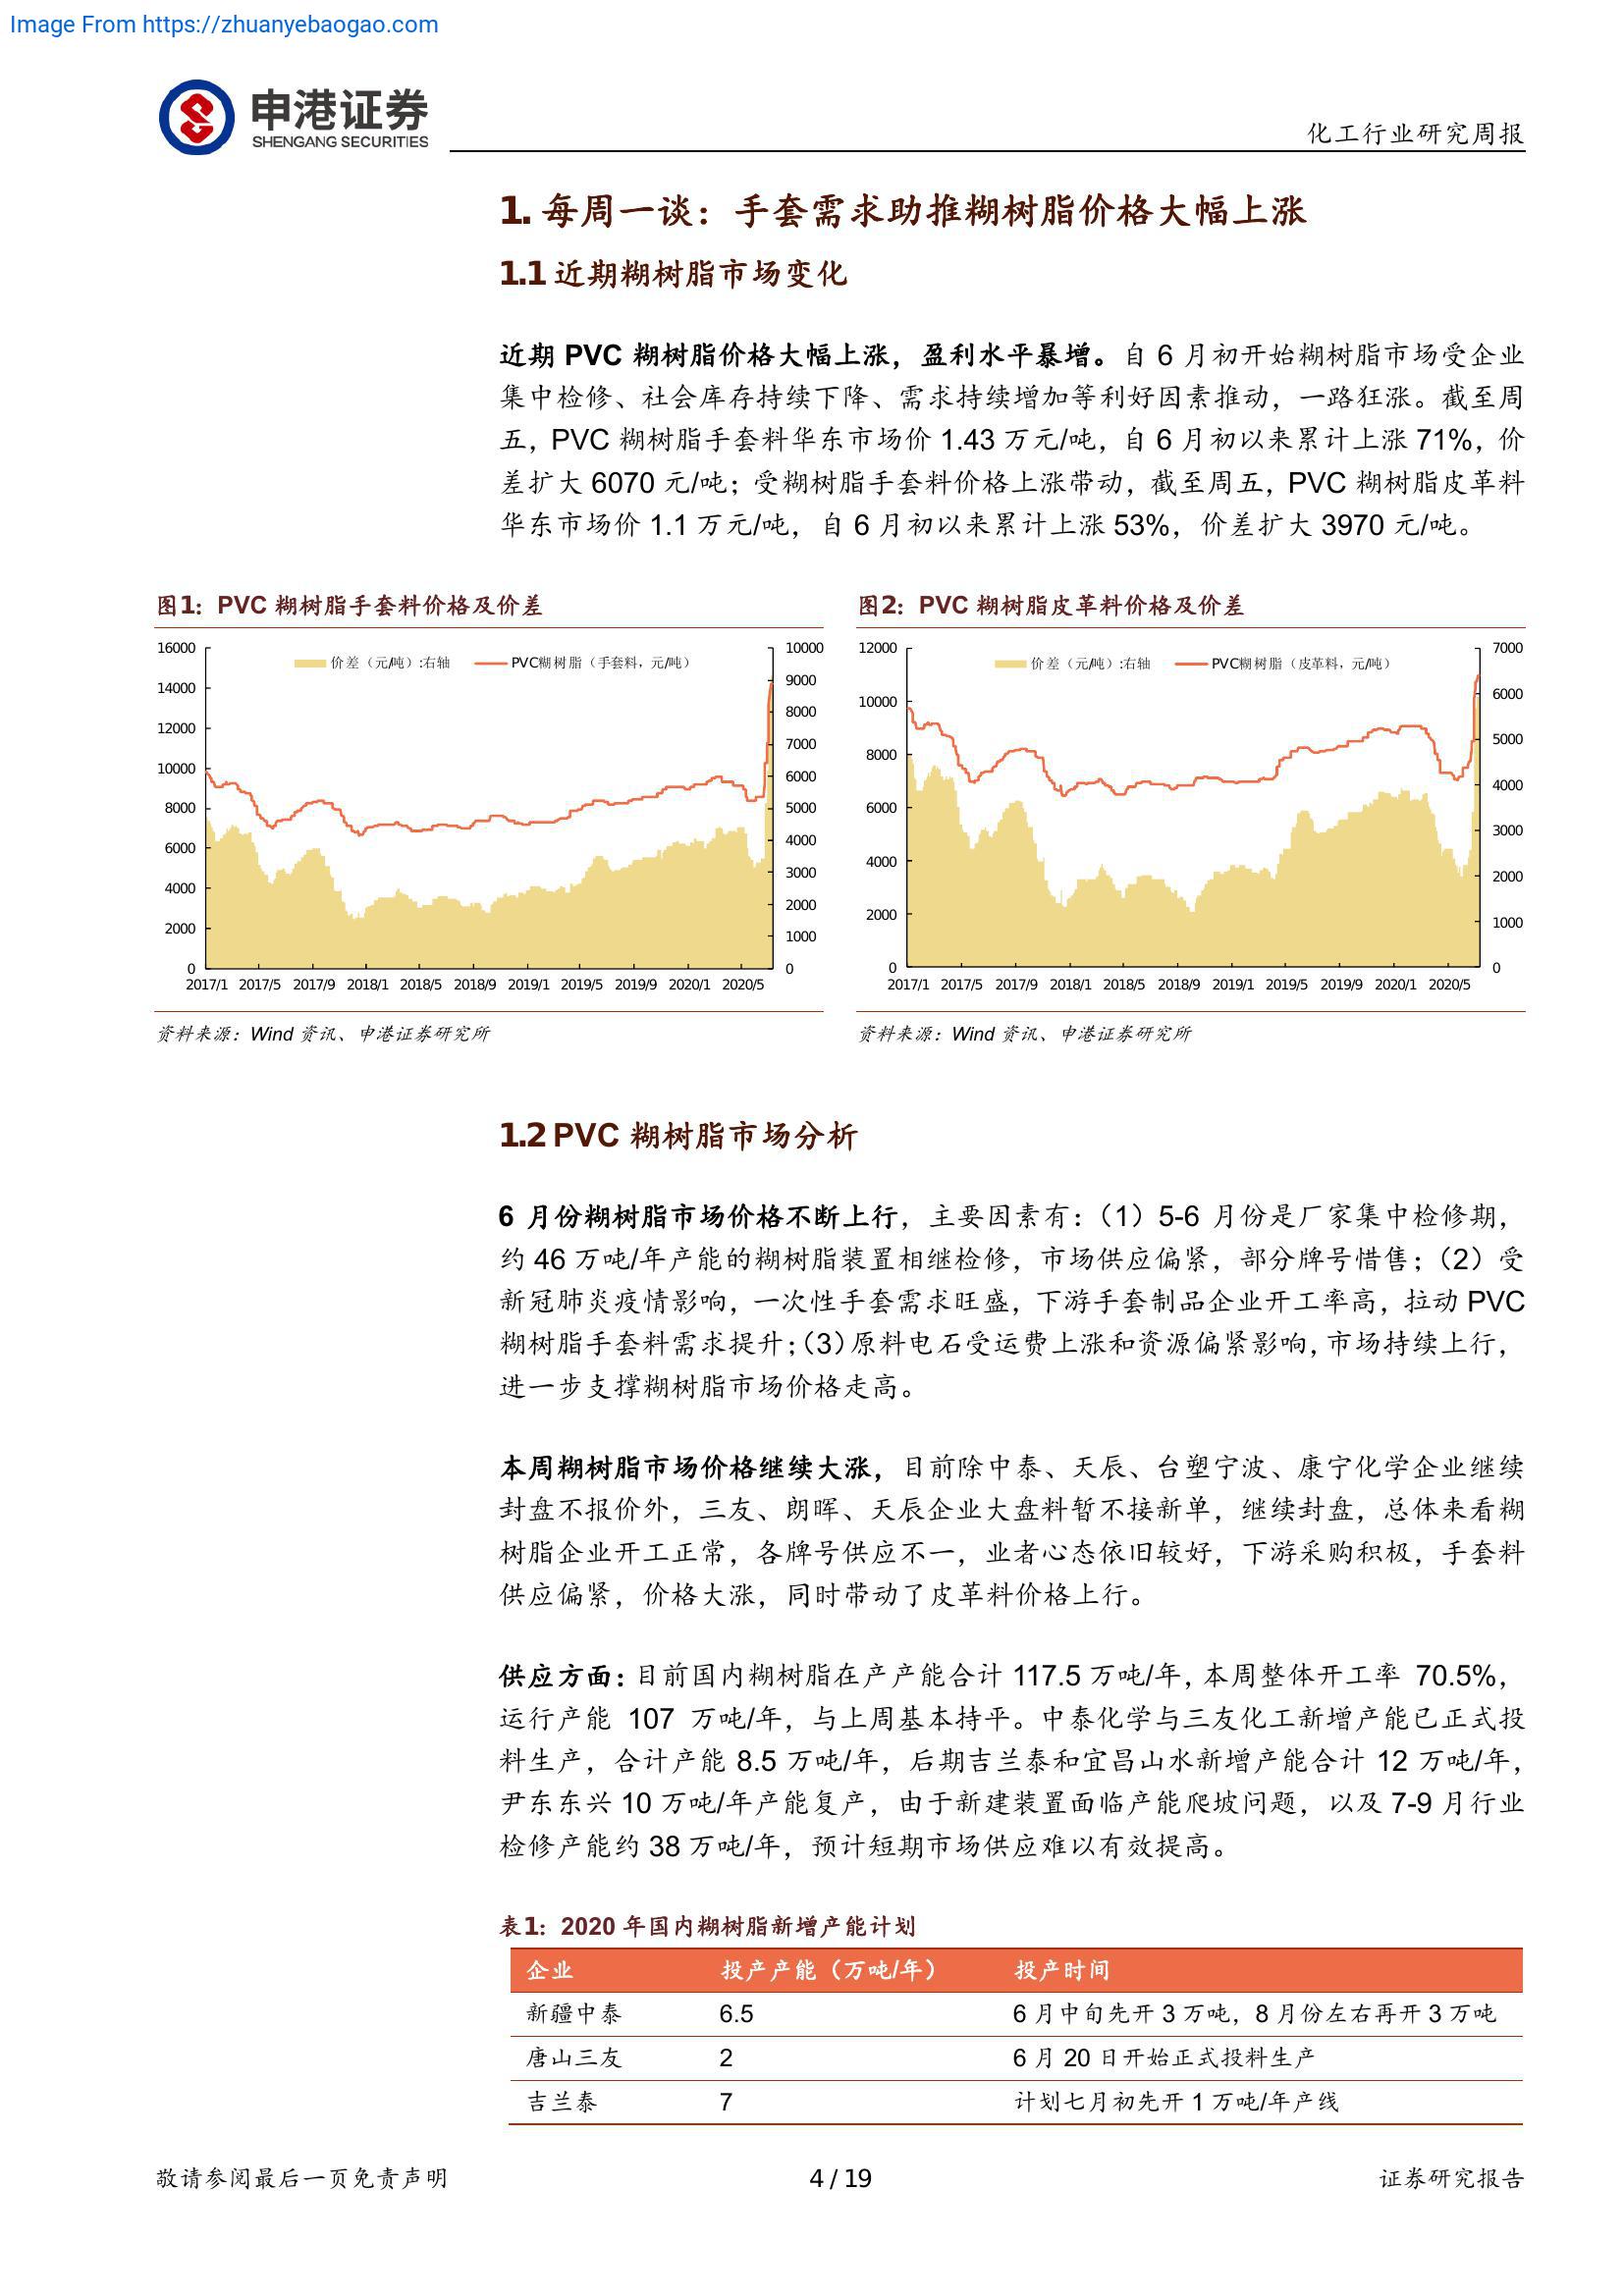 Image From https://zhuanyebaogao.com
申港证券
SHENGANG SECURITIES
化工行业研究周报
1. 每周一谈：手套需求助推糊树脂价格大幅上涨
1.1 近期糊树脂市场变化
近期 PVC 糊树脂价格大幅上涨，盈利水平暴增。自 6 月初开始糊树脂市场受企业
集中检修、社会库存持续下降、需求持续增加等利好因素推动，一路狂涨。截至周
五，PVC 糊树脂手套料华东市场价 1.43 万元/吨，自 6 月初以来累计上涨 71%，价
差扩大 6070 元/吨；受糊树脂手套料价格上涨带动，截至周五，PVC 糊树脂皮革料
华东市场价 1.1 万元/吨，自 6 月初以来累计上涨 53%，价差扩大 3970 元/吨。
图1：PVC 糊树脂手套料价格及价差
价差（元/吨）:右轴 PVC糊树脂（手套料，元/吨）
16000
14000
12000
10000
8000
6000
4000
2000
0
10000
9000
8000
7000
6000
5000
4000
3000
2000
1000
0
2017/1 2017/5 2017/9 2018/1 2018/5 2018/9 2019/1 2019/5 2019/9 2020/1 2020/5
资料来源：Wind 资讯、申港证券研究所
图2：PVC 糊树脂皮革料价格及价差
价差（元/吨）:右轴 PVC糊树脂（皮革料，元/吨）
12000
10000
8000
6000
4000
2000
0
7000
6000
5000
4000
3000
2000
1000
0
2017/1 2017/5 2017/9 2018/1 2018/5 2018/9 2019/1 2019/5 2019/9 2020/1 2020/5
资料来源：Wind 资讯、申港证券研究所
1.2 PVC 糊树脂市场分析
6 月份糊树脂市场价格不断上行，主要因素有：（1）5-6 月份是厂家集中检修期，
约 46 万吨/年产能的糊树脂装置相继检修，市场供应偏紧，部分牌号惜售；（2）受
新冠肺炎疫情影响，一次性手套需求旺盛，下游手套制品企业开工率高，拉动 PVC
糊树脂手套料需求提升；（3）原料电石受运费上涨和资源偏紧影响，市场持续上行，
进一步支撑糊树脂市场价格走高。
本周糊树脂市场价格继续大涨，目前除中泰、天辰、台塑宁波、康宁化学企业继续
封盘不报价外，三友、朗晖、天辰企业大盘料暂不接新单，继续封盘，总体来看糊
树脂企业开工正常，各牌号供应不一，业者心态依旧较好，下游采购积极，手套料
供应偏紧，价格大涨，同时带动了皮革料价格上行。
供应方面：目前国内糊树脂在产产能合计 117.5 万吨/年，本周整体开工率 70.5%，
运行产能 107 万吨/年，与上周基本持平。中泰化学与三友化工新增产能已正式投
料生产，合计产能 8.5 万吨/年，后期吉兰泰和宜昌山水新增产能合计 12 万吨/年，
尹东东兴 10 万吨/年产能复产，由于新建装置面临产能爬坡问题，以及 7-9 月行业
检修产能约 38 万吨/年，预计短期市场供应难以有效提高。
表1：2020 年国内糊树脂新增产能计划
企业 投产产能（万吨/年） 投产时间
新疆中泰 6.5 6 月中旬先开 3 万吨，8 月份左右再开 3 万吨
唐山三友 2 6 月 20 日开始正式投料生产
吉兰泰 7 计划七月初先开 1 万吨/年产线
敬请参阅最后一页免责声明 4 / 19 证券研究报告